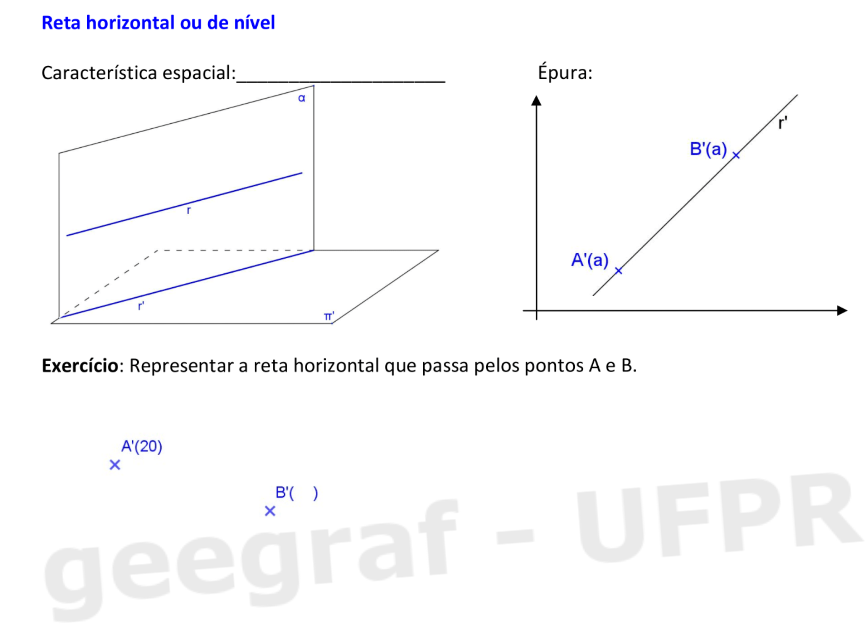 Reta horizontal ou de nível
Característica espacial:____________________
Épura:
α
r
r'
π'
r'
B'(a)
A'(a)
Exercício: Representar a reta horizontal que passa pelos pontos A e B.
A'(20)
B'( )
geegraf - UFPR